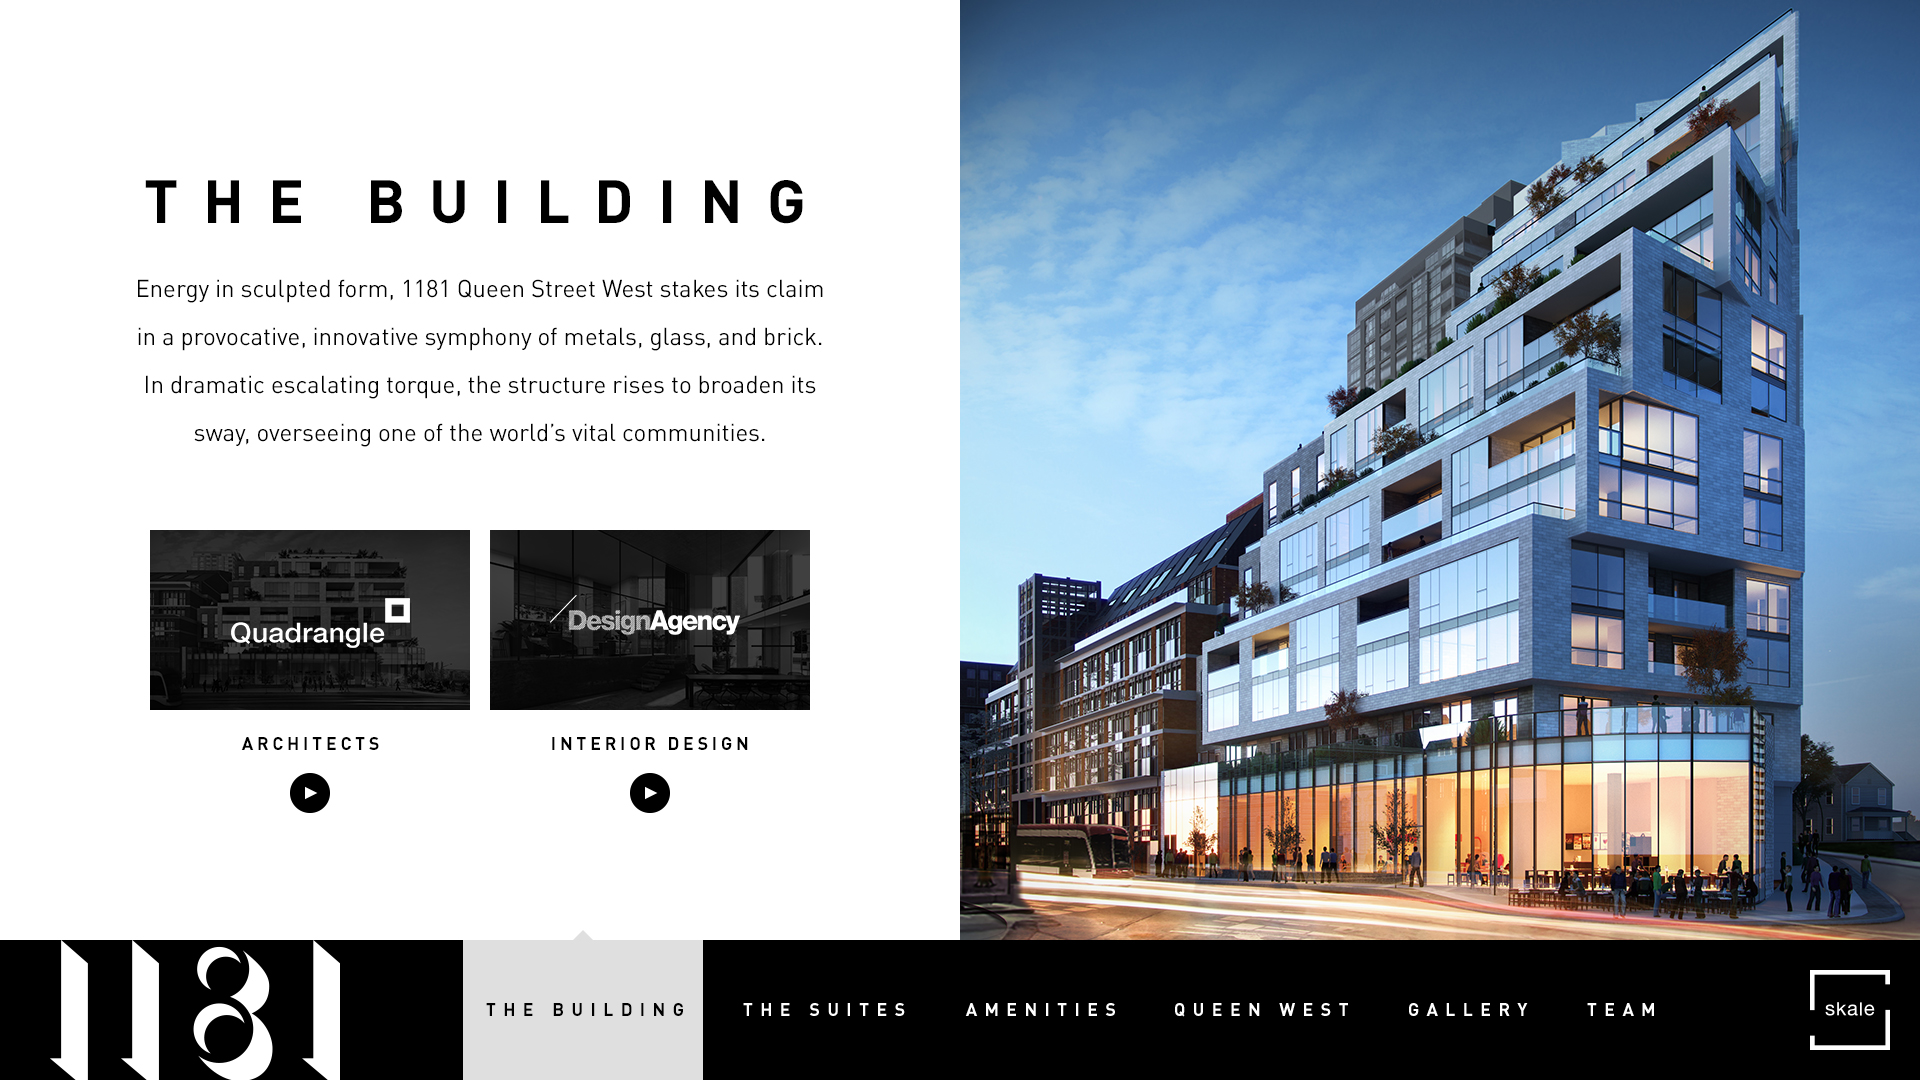 THE BUILDING
Energy in sculpted form, 1181 Queen Street West stakes its claim
in a provocative, innovative symphony of metals, glass, and brick.
In dramatic escalating torque, the structure rises to broaden its
sway, overseeing one of the world’s vital communities.
Quadrangle
DesignAgency
ARCHITECTS
INTERIOR DESIGN
1181
THE BUILDING
THE SUITES
AMENITIES
QUEEN WEST
GALLERY
TEAM
skale